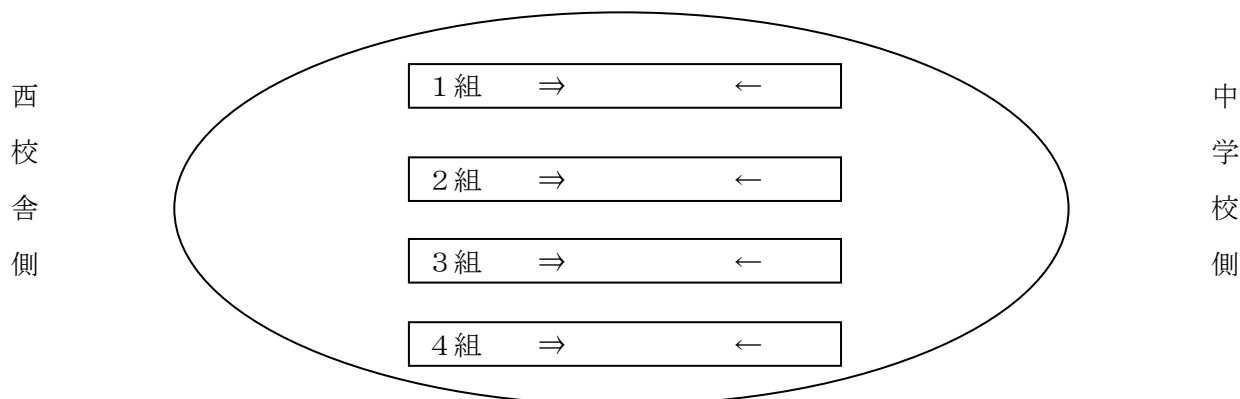 西校舎側
1組　⇒　←
2組　⇒　←
3組　⇒　←
4組　⇒　←
中学校側